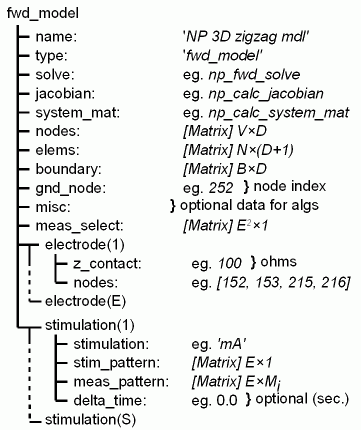 fwd_model
name: 'NP 3D zigzag mdl'
type: 'fwd_model'
solve: eg. np_fwd_solve
jacobian: eg. np_calc_jacobian
system_mat: eg. np_calc_system_mat
nodes: [Matrix] V×D
elems: [Matrix] N×(D+1)
boundary: [Matrix] B×D
gnd_node: eg. 252 } node index
misc: } optional data for algs
meas_select: [Matrix] E²×1
electrode(1)
z_contact: eg. 100 } ohms
nodes: eg. [152, 153, 215, 216]
electrode(E)
stimulation(1)
stimulation: eg. 'mA'
stim_pattern: [Matrix] E×1
meas_pattern: [Matrix] E×Mi
delta_time: eg. 0.0 } optional (sec.)
stimulation(S)